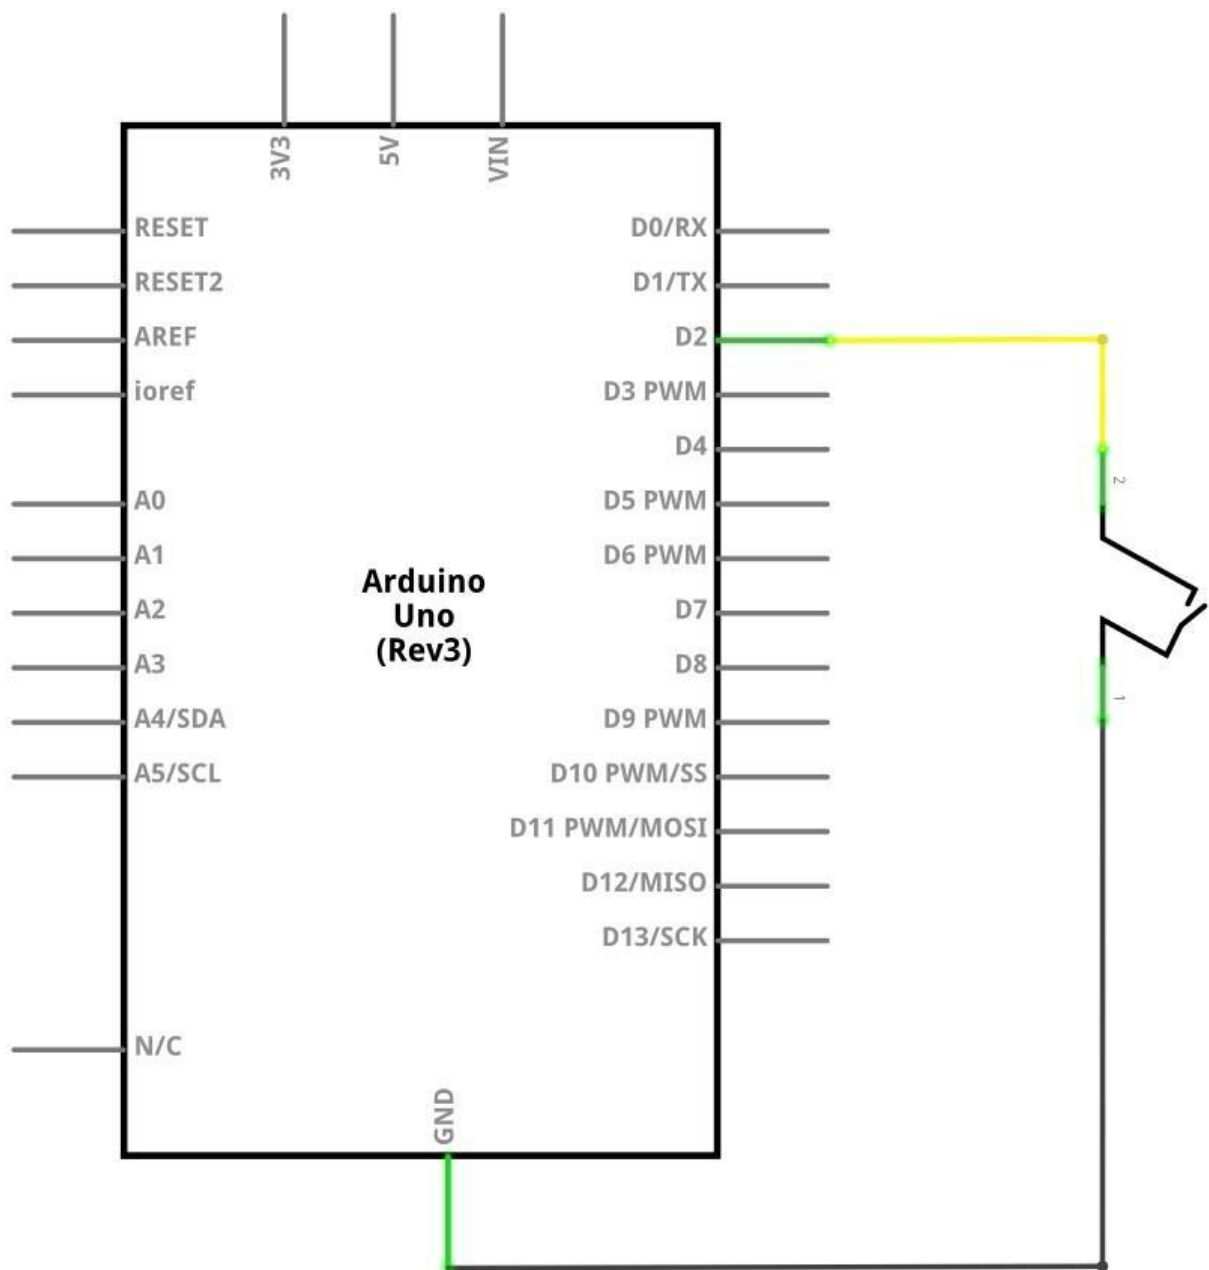 3V3
5V
VIN
RESET
RESET2
AREF
ioref
A0
A1
A2
A3
A4/SDA
A5/SCL
N/C
Arduino
Uno
(Rev3)
D0/RX
D1/TX
D2
D3 PWM
D4
D5 PWM
D6 PWM
D7
D8
D9 PWM
D10 PWM/SS
D11 PWM/MOSI
D12/MISO
D13/SCK
GND
2
1